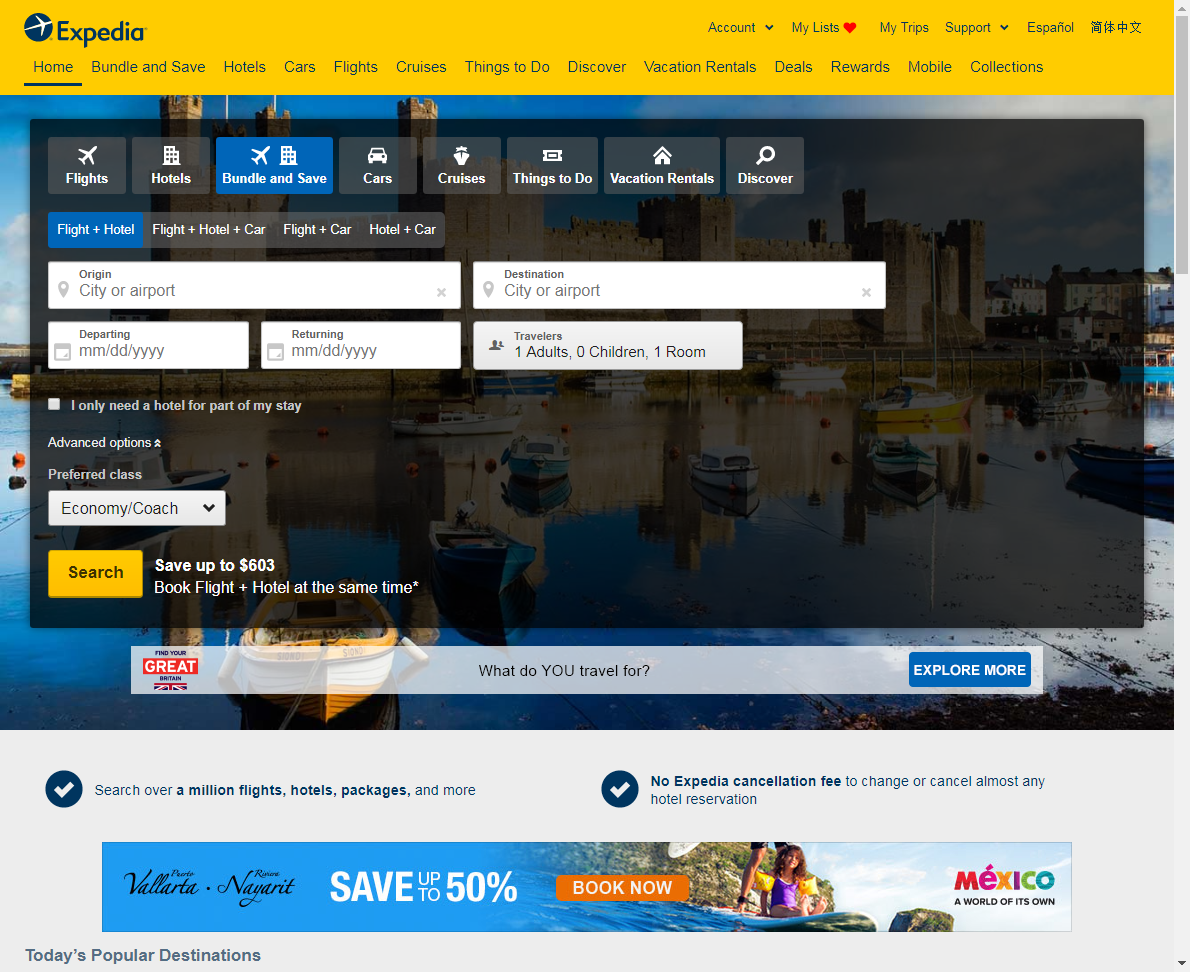 Expedia
Account
My Lists
My Trips
Support
Español
简体中文
Home
Bundle and Save
Hotels
Cars
Flights
Cruises
Things to Do
Discover
Vacation Rentals
Deals
Rewards
Mobile
Collections
Flights
Hotels
Bundle and Save
Cars
Cruises
Things to Do
Vacation Rentals
Discover
Flight + Hotel
Flight + Hotel + Car
Flight + Car
Hotel + Car
Origin
City or airport
Destination
City or airport
Departing
mm/dd/yyyy
Returning
mm/dd/yyyy
Travelers
1 Adults, 0 Children, 1 Room
I only need a hotel for part of my stay
Advanced options
Preferred class
Economy/Coach
Search
Save up to $603
Book Flight + Hotel at the same time*
FIND YOUR
GREAT
BRITAIN
What do YOU travel for?
EXPLORE MORE
Search over a million flights, hotels, packages, and more
No Expedia cancellation fee to change or cancel almost any
hotel reservation
Puerto
Vallarta · Riviera
Nayarit
SAVE UP TO 50%
BOOK NOW
MéXICO
A WORLD OF ITS OWN
Today's Popular Destinations